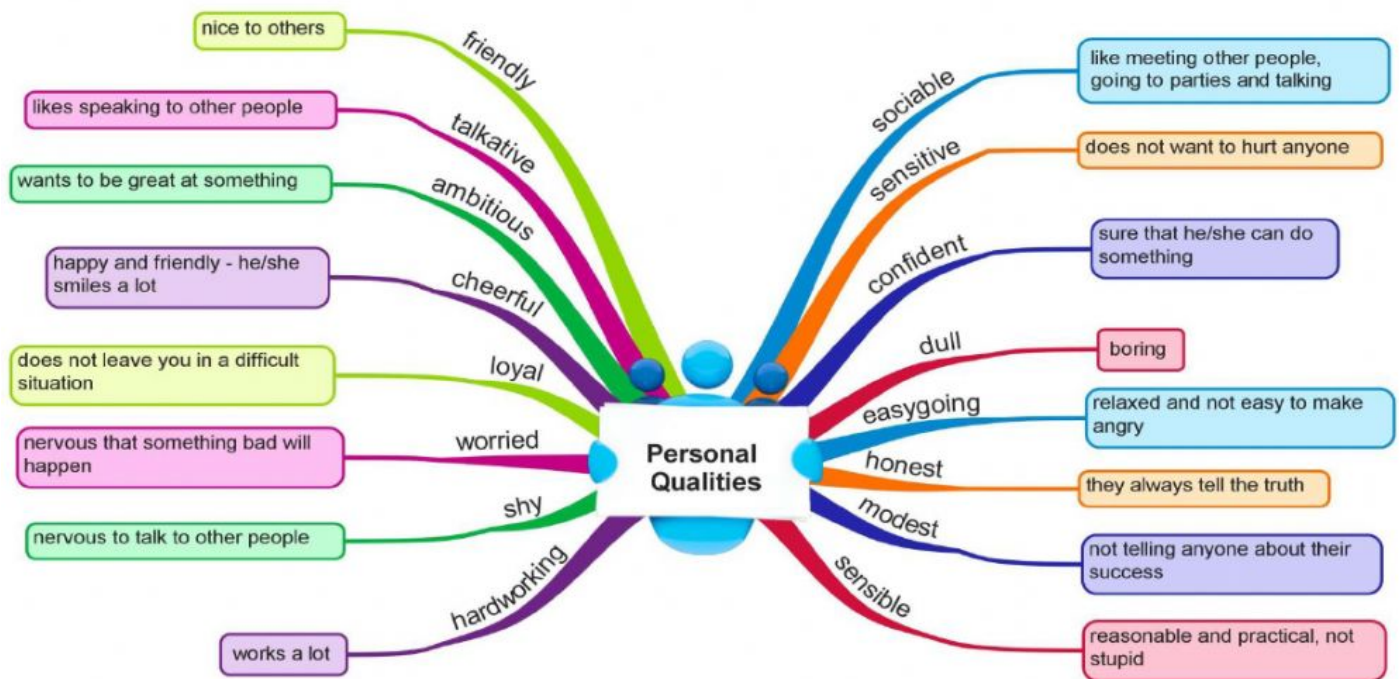 nice to others
friendly
likes speaking to other people
talkative
wants to be great at something
ambitious
happy and friendly - he/she
smiles a lot
cheerful
does not leave you in a difficult
situation
loyal
nervous that something bad will
happen
worried
nervous to talk to other people
shy
works a lot
hardworking
Personal
Qualities
sociable
like meeting other people,
going to parties and talking
sensitive
does not want to hurt anyone
confident
sure that he/she can do
something
dull
boring
easygoing
relaxed and not easy to make
angry
honest
they always tell the truth
modest
not telling anyone about their
success
sensible
reasonable and practical, not
stupid